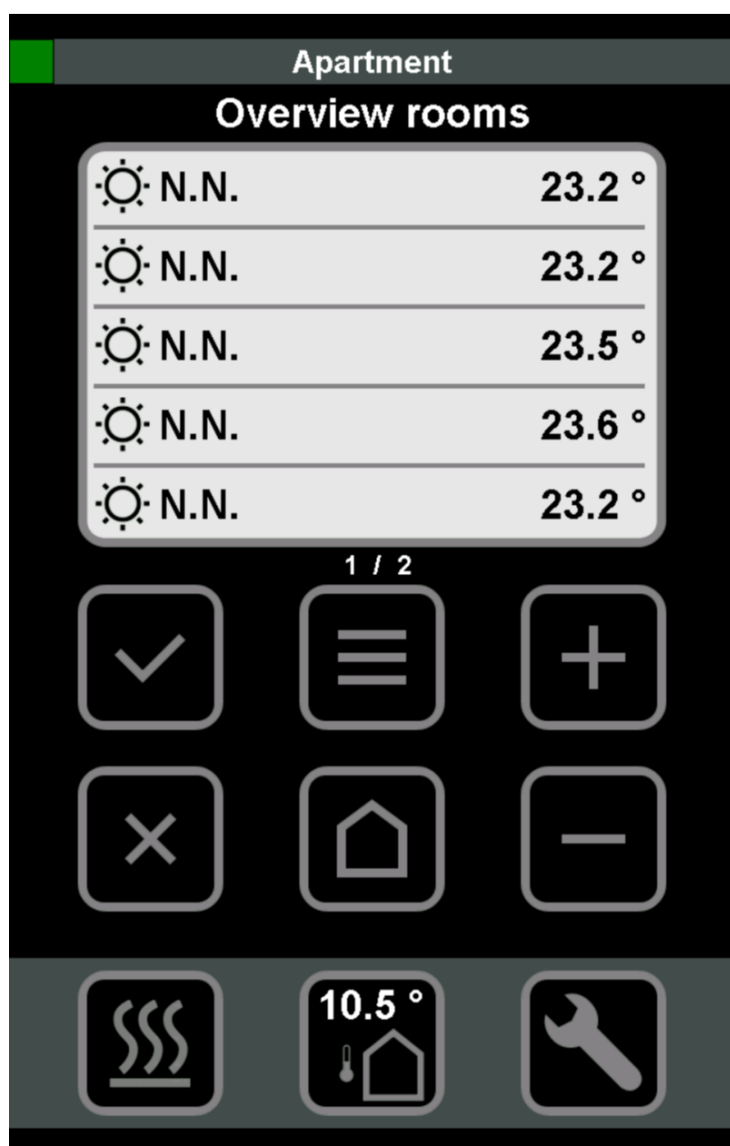 Apartment
Overview rooms
N.N. 23.2 °
N.N. 23.2 °
N.N. 23.5 °
N.N. 23.6 °
N.N. 23.2 °
1 / 2
10.5 °